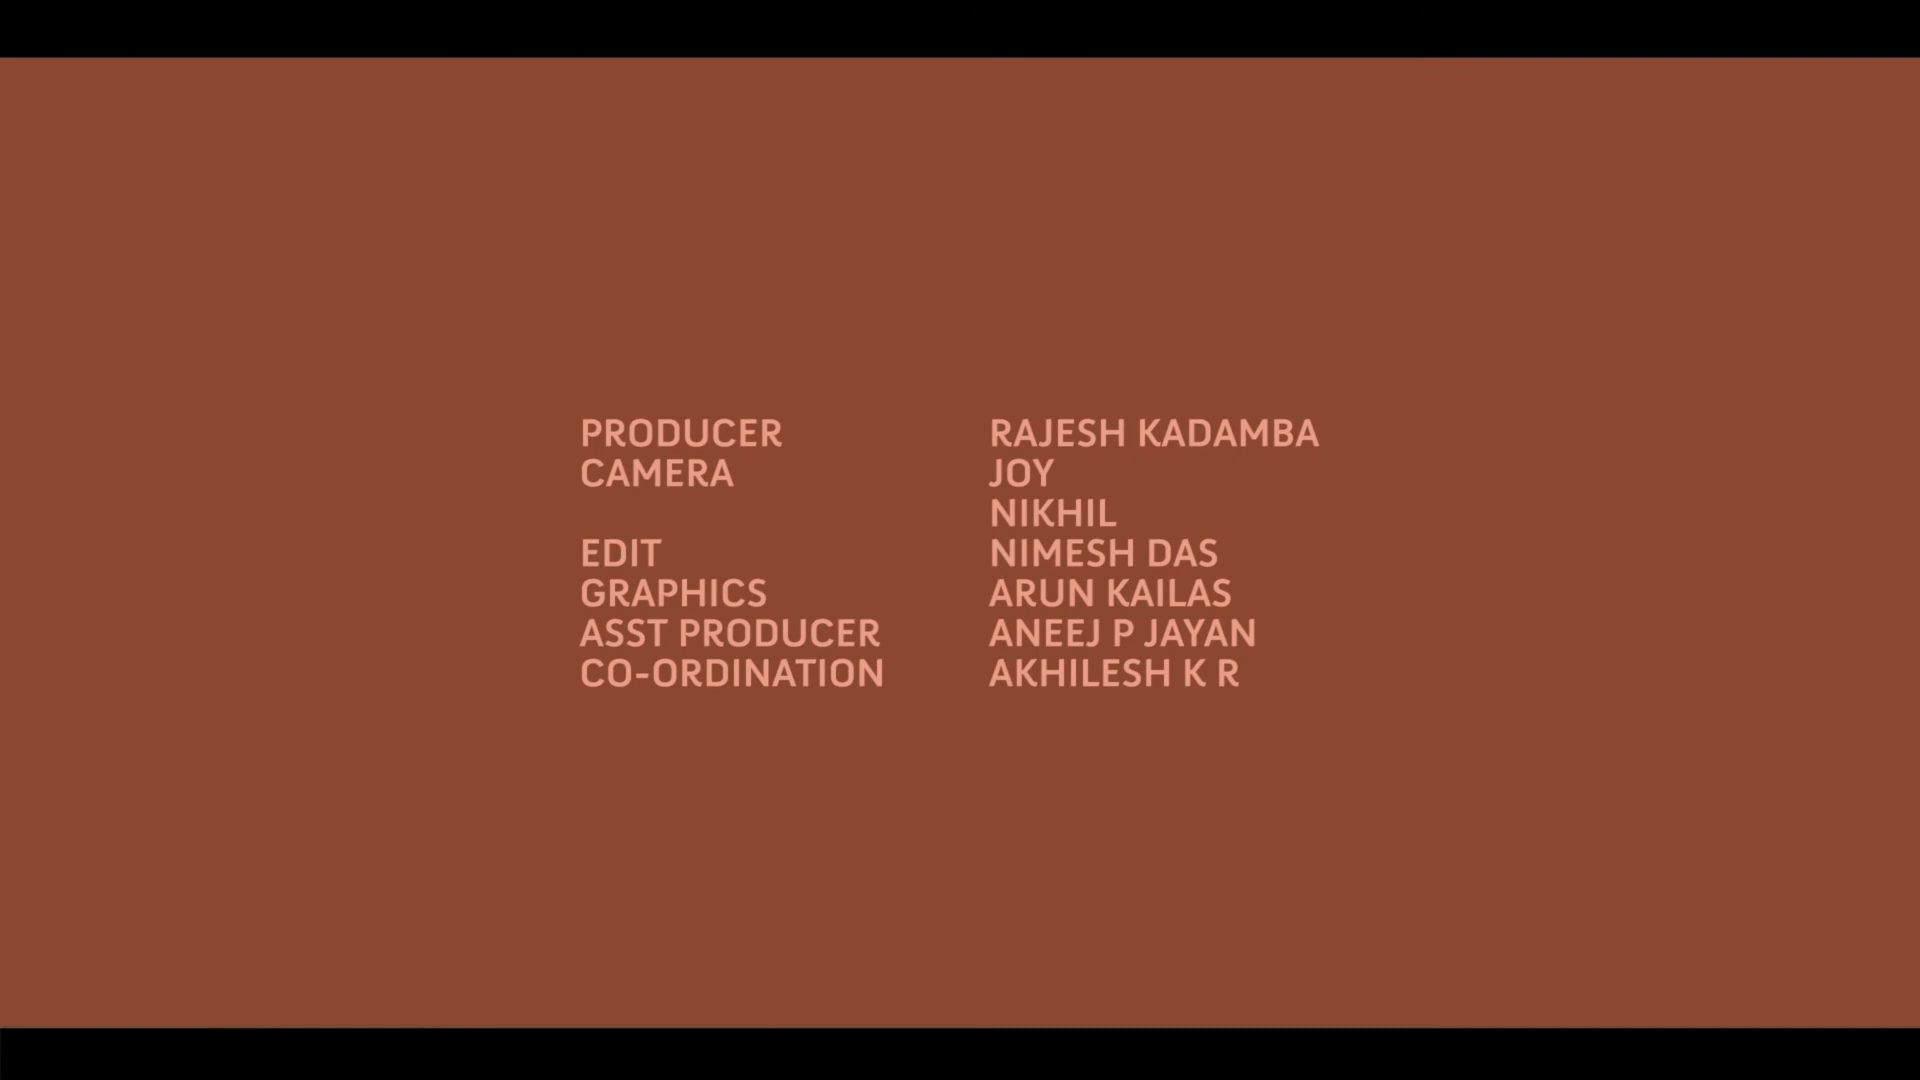 PRODUCER RAJESH KADAMBA
CAMERA JOY
NIKHIL
EDIT NIMESH DAS
GRAPHICS ARUN KAILAS
ASST PRODUCER ANEEJ P JAYAN
CO-ORDINATION AKHILESH K R